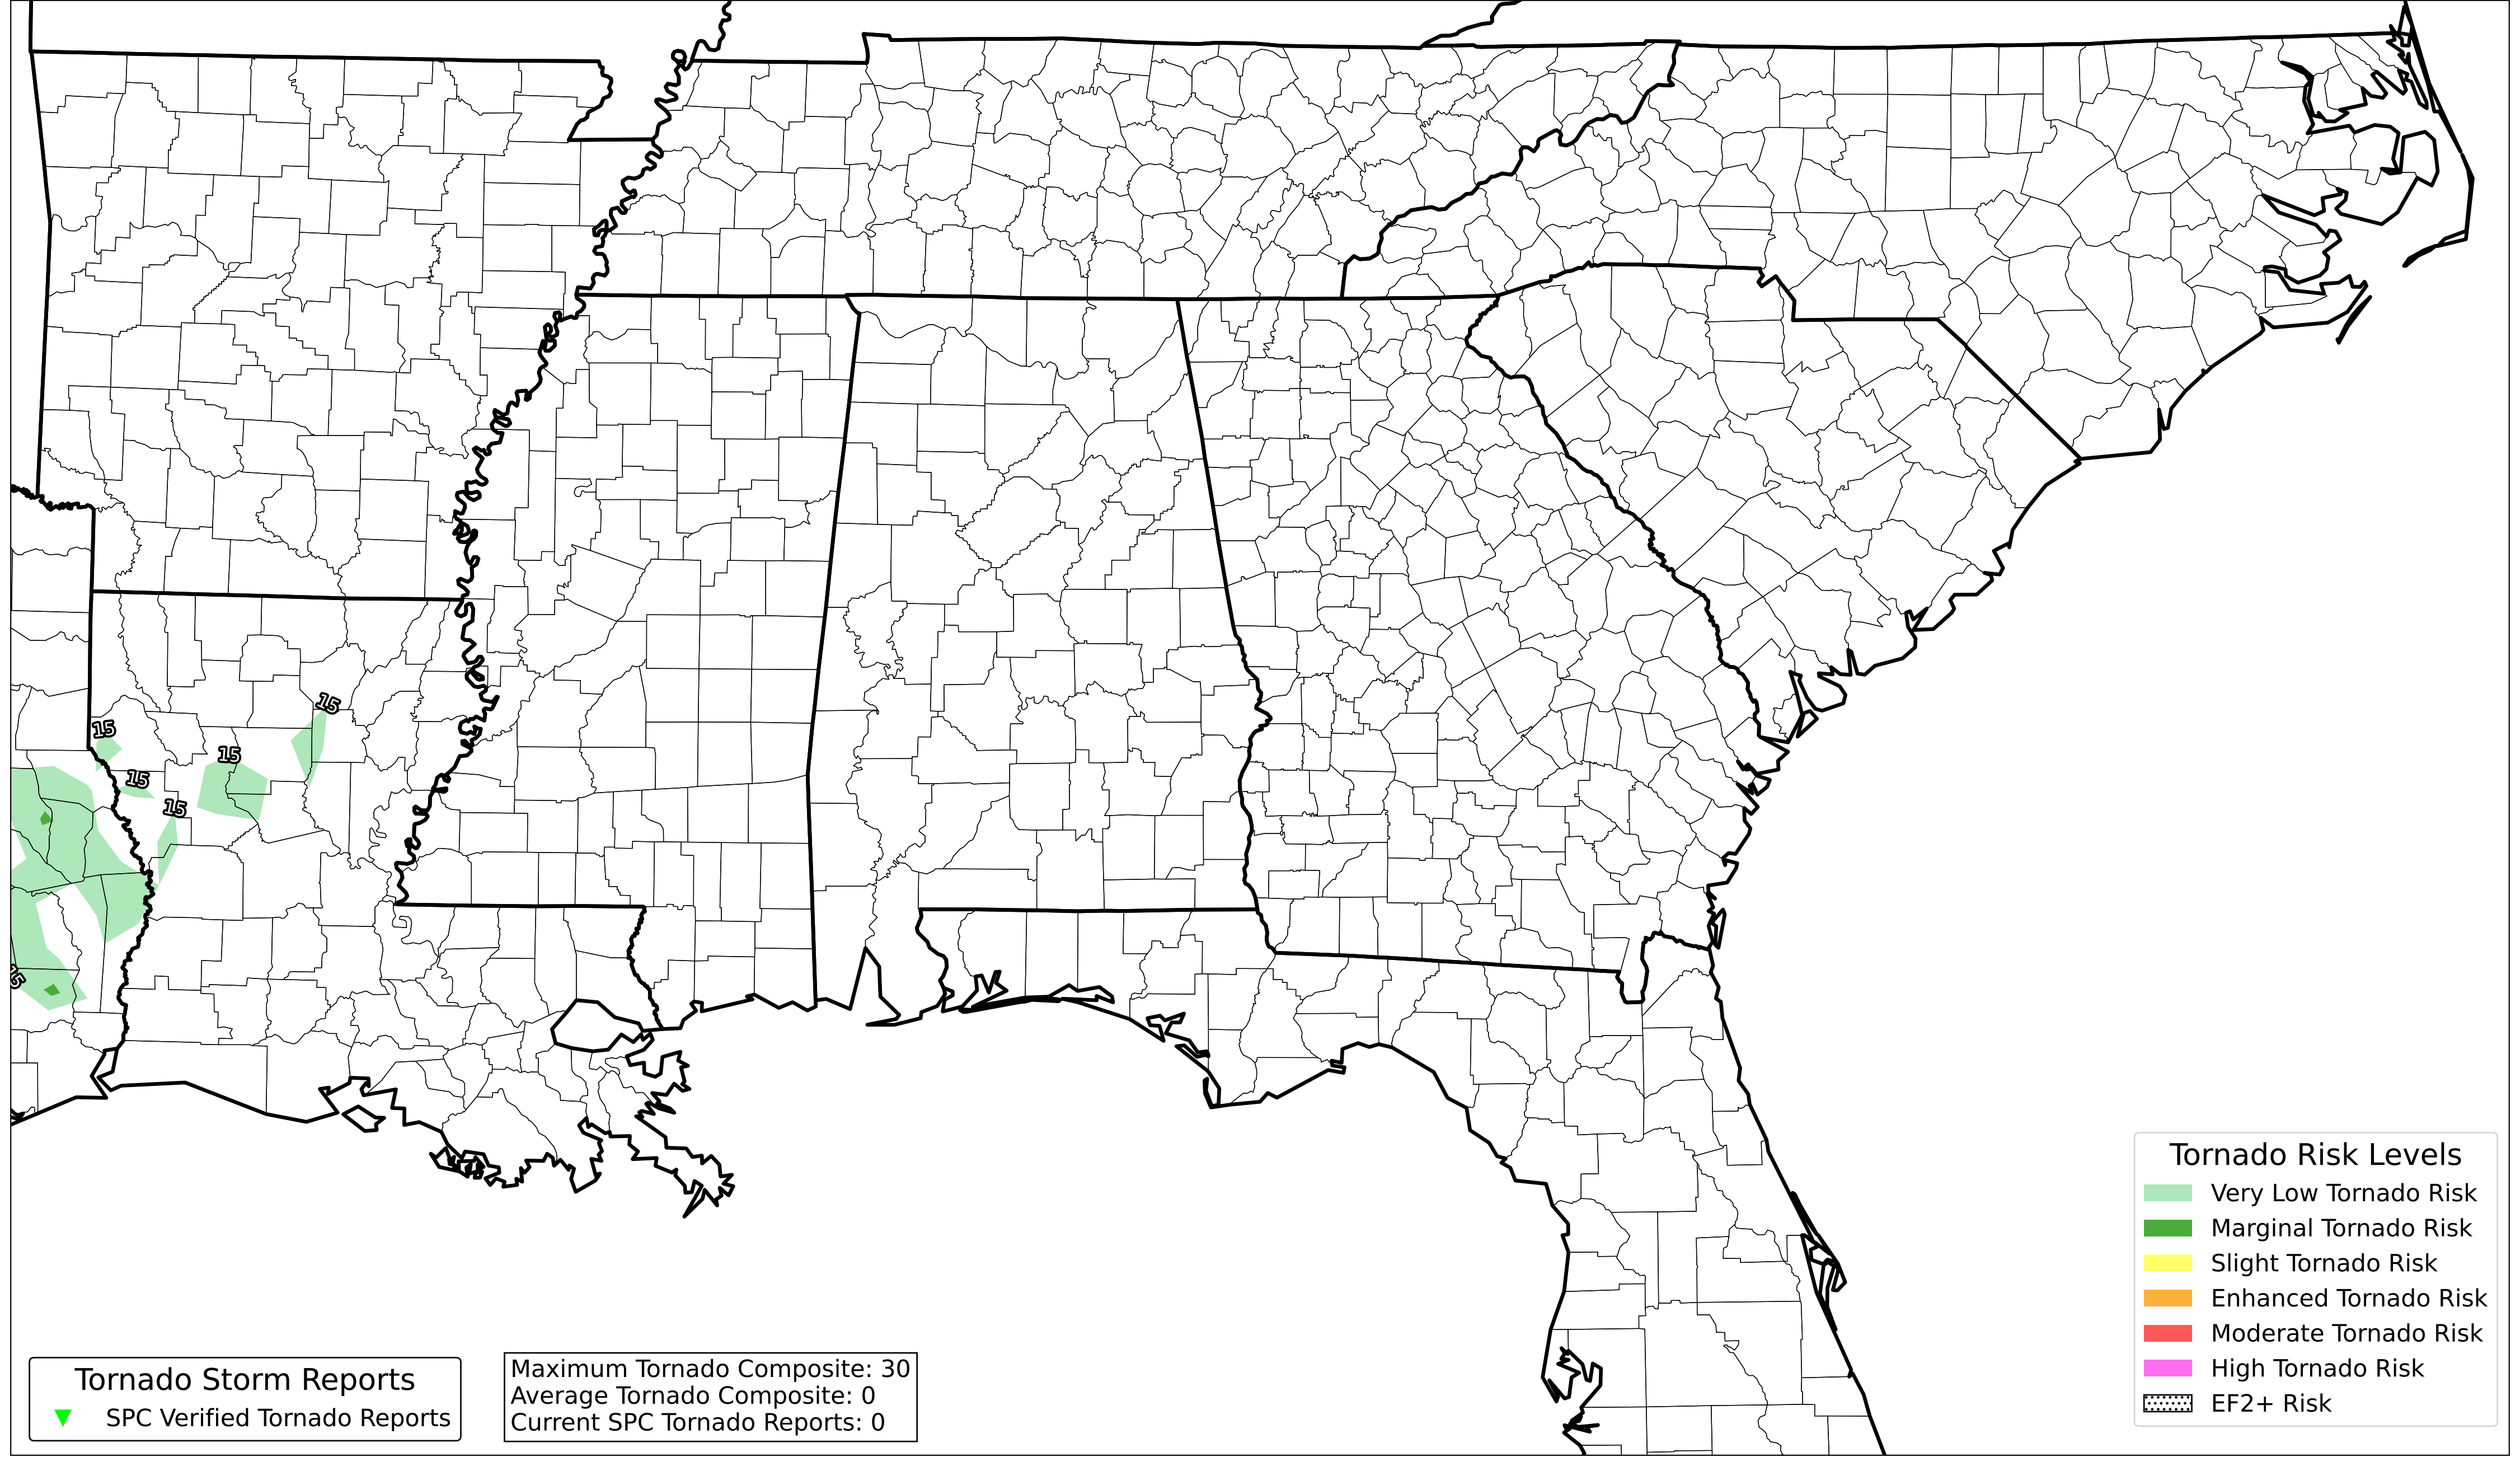 15
15
15
15
15
15
Tornado Risk Levels
Very Low Tornado Risk
Marginal Tornado Risk
Slight Tornado Risk
Enhanced Tornado Risk
Moderate Tornado Risk
High Tornado Risk
EF2+ Risk
Tornado Storm Reports
SPC Verified Tornado Reports
Maximum Tornado Composite: 30
Average Tornado Composite: 0
Current SPC Tornado Reports: 0